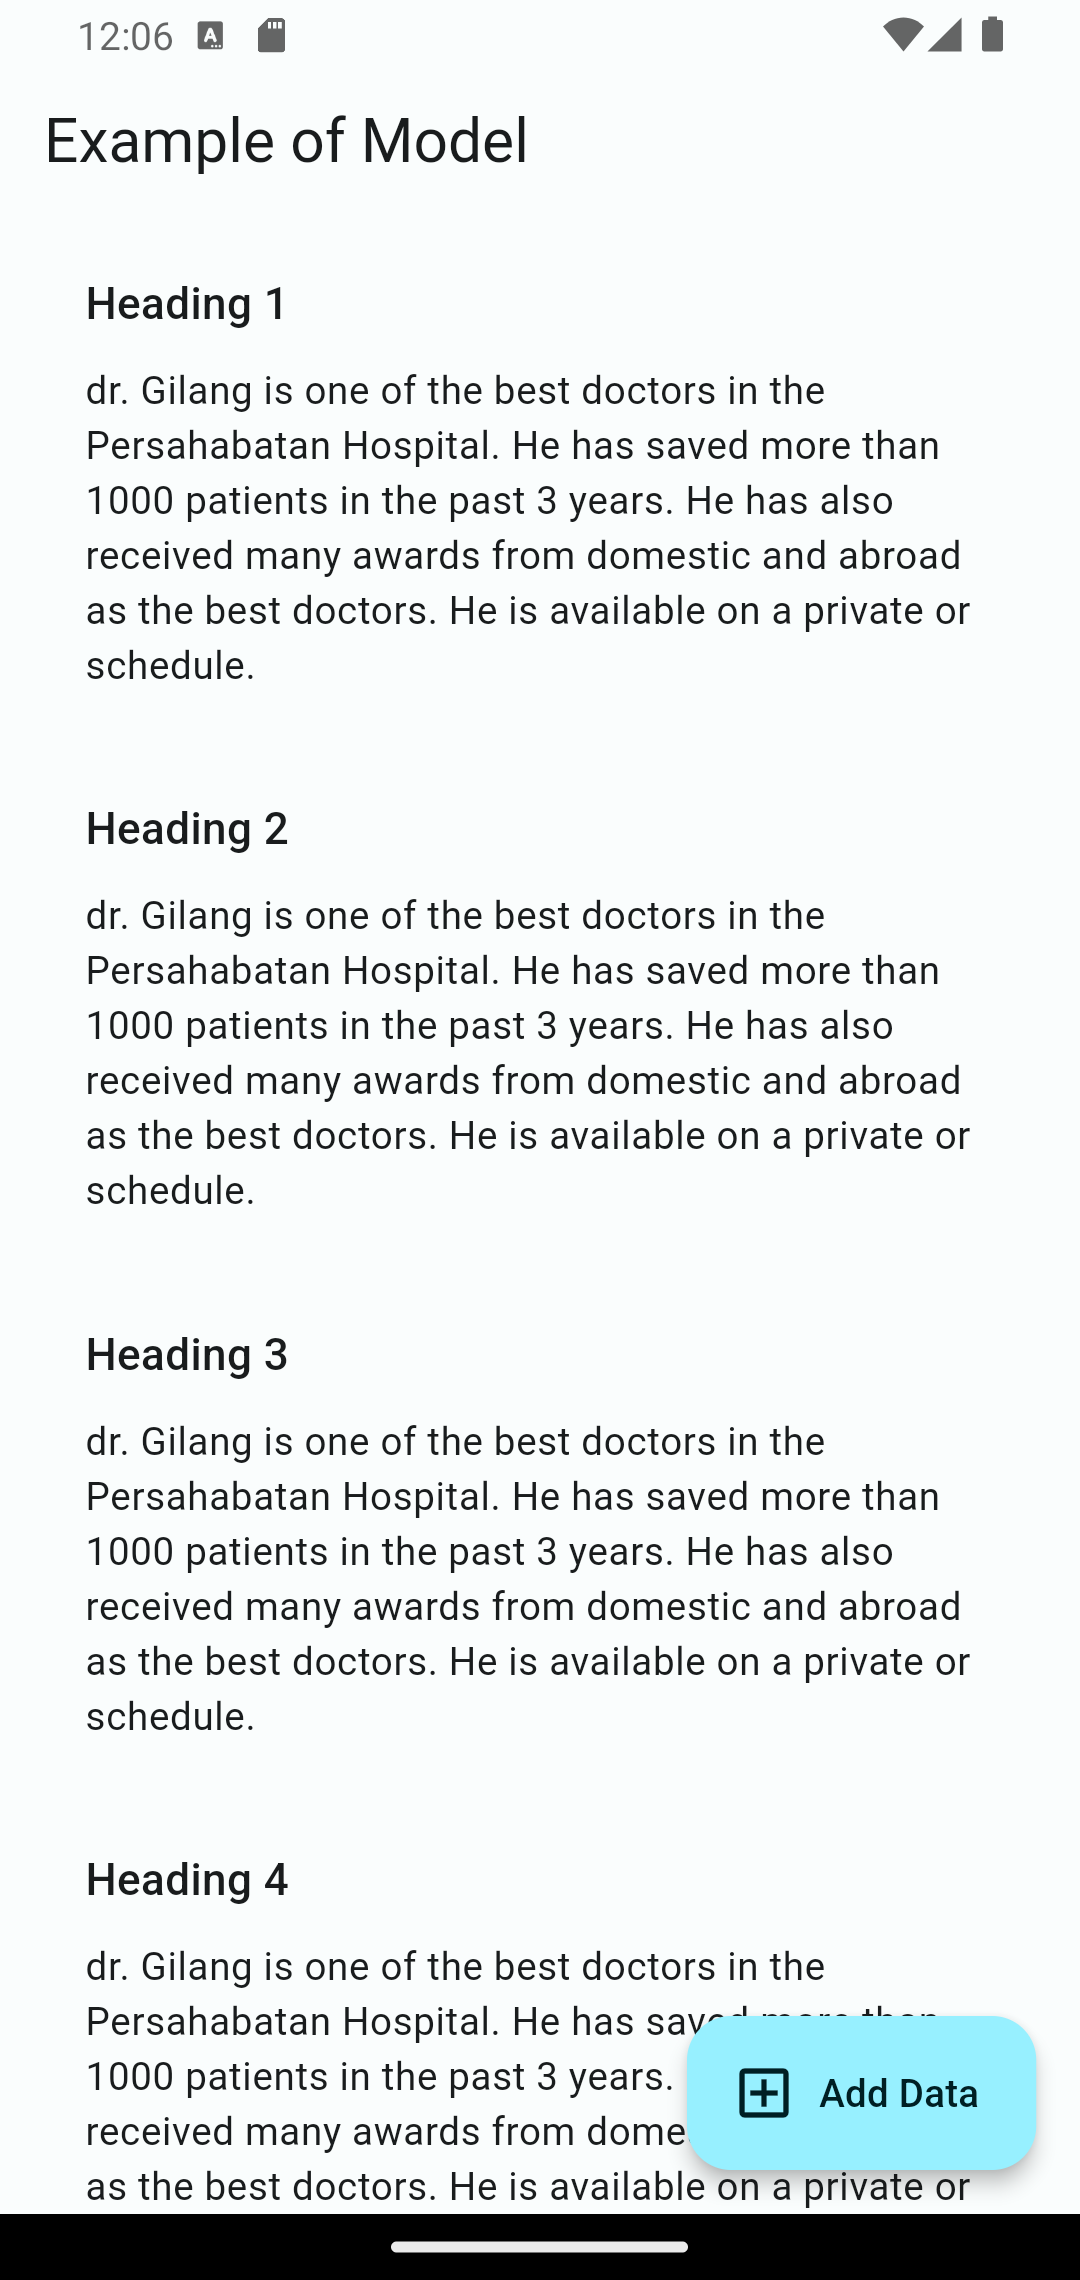 12:06
Example of Model
Heading 1
dr. Gilang is one of the best doctors in the
Persahabatan Hospital. He has saved more than
1000 patients in the past 3 years. He has also
received many awards from domestic and abroad
as the best doctors. He is available on a private or
schedule.
Heading 2
dr. Gilang is one of the best doctors in the
Persahabatan Hospital. He has saved more than
1000 patients in the past 3 years. He has also
received many awards from domestic and abroad
as the best doctors. He is available on a private or
schedule.
Heading 3
dr. Gilang is one of the best doctors in the
Persahabatan Hospital. He has saved more than
1000 patients in the past 3 years. He has also
received many awards from domestic and abroad
as the best doctors. He is available on a private or
schedule.
Heading 4
dr. Gilang is one of the best doctors in the
Persahabatan Hospital. He has saved more than
1000 patients in the past 3 years.
received many awards from
as the best doctors. He is available on a private or
Add Data